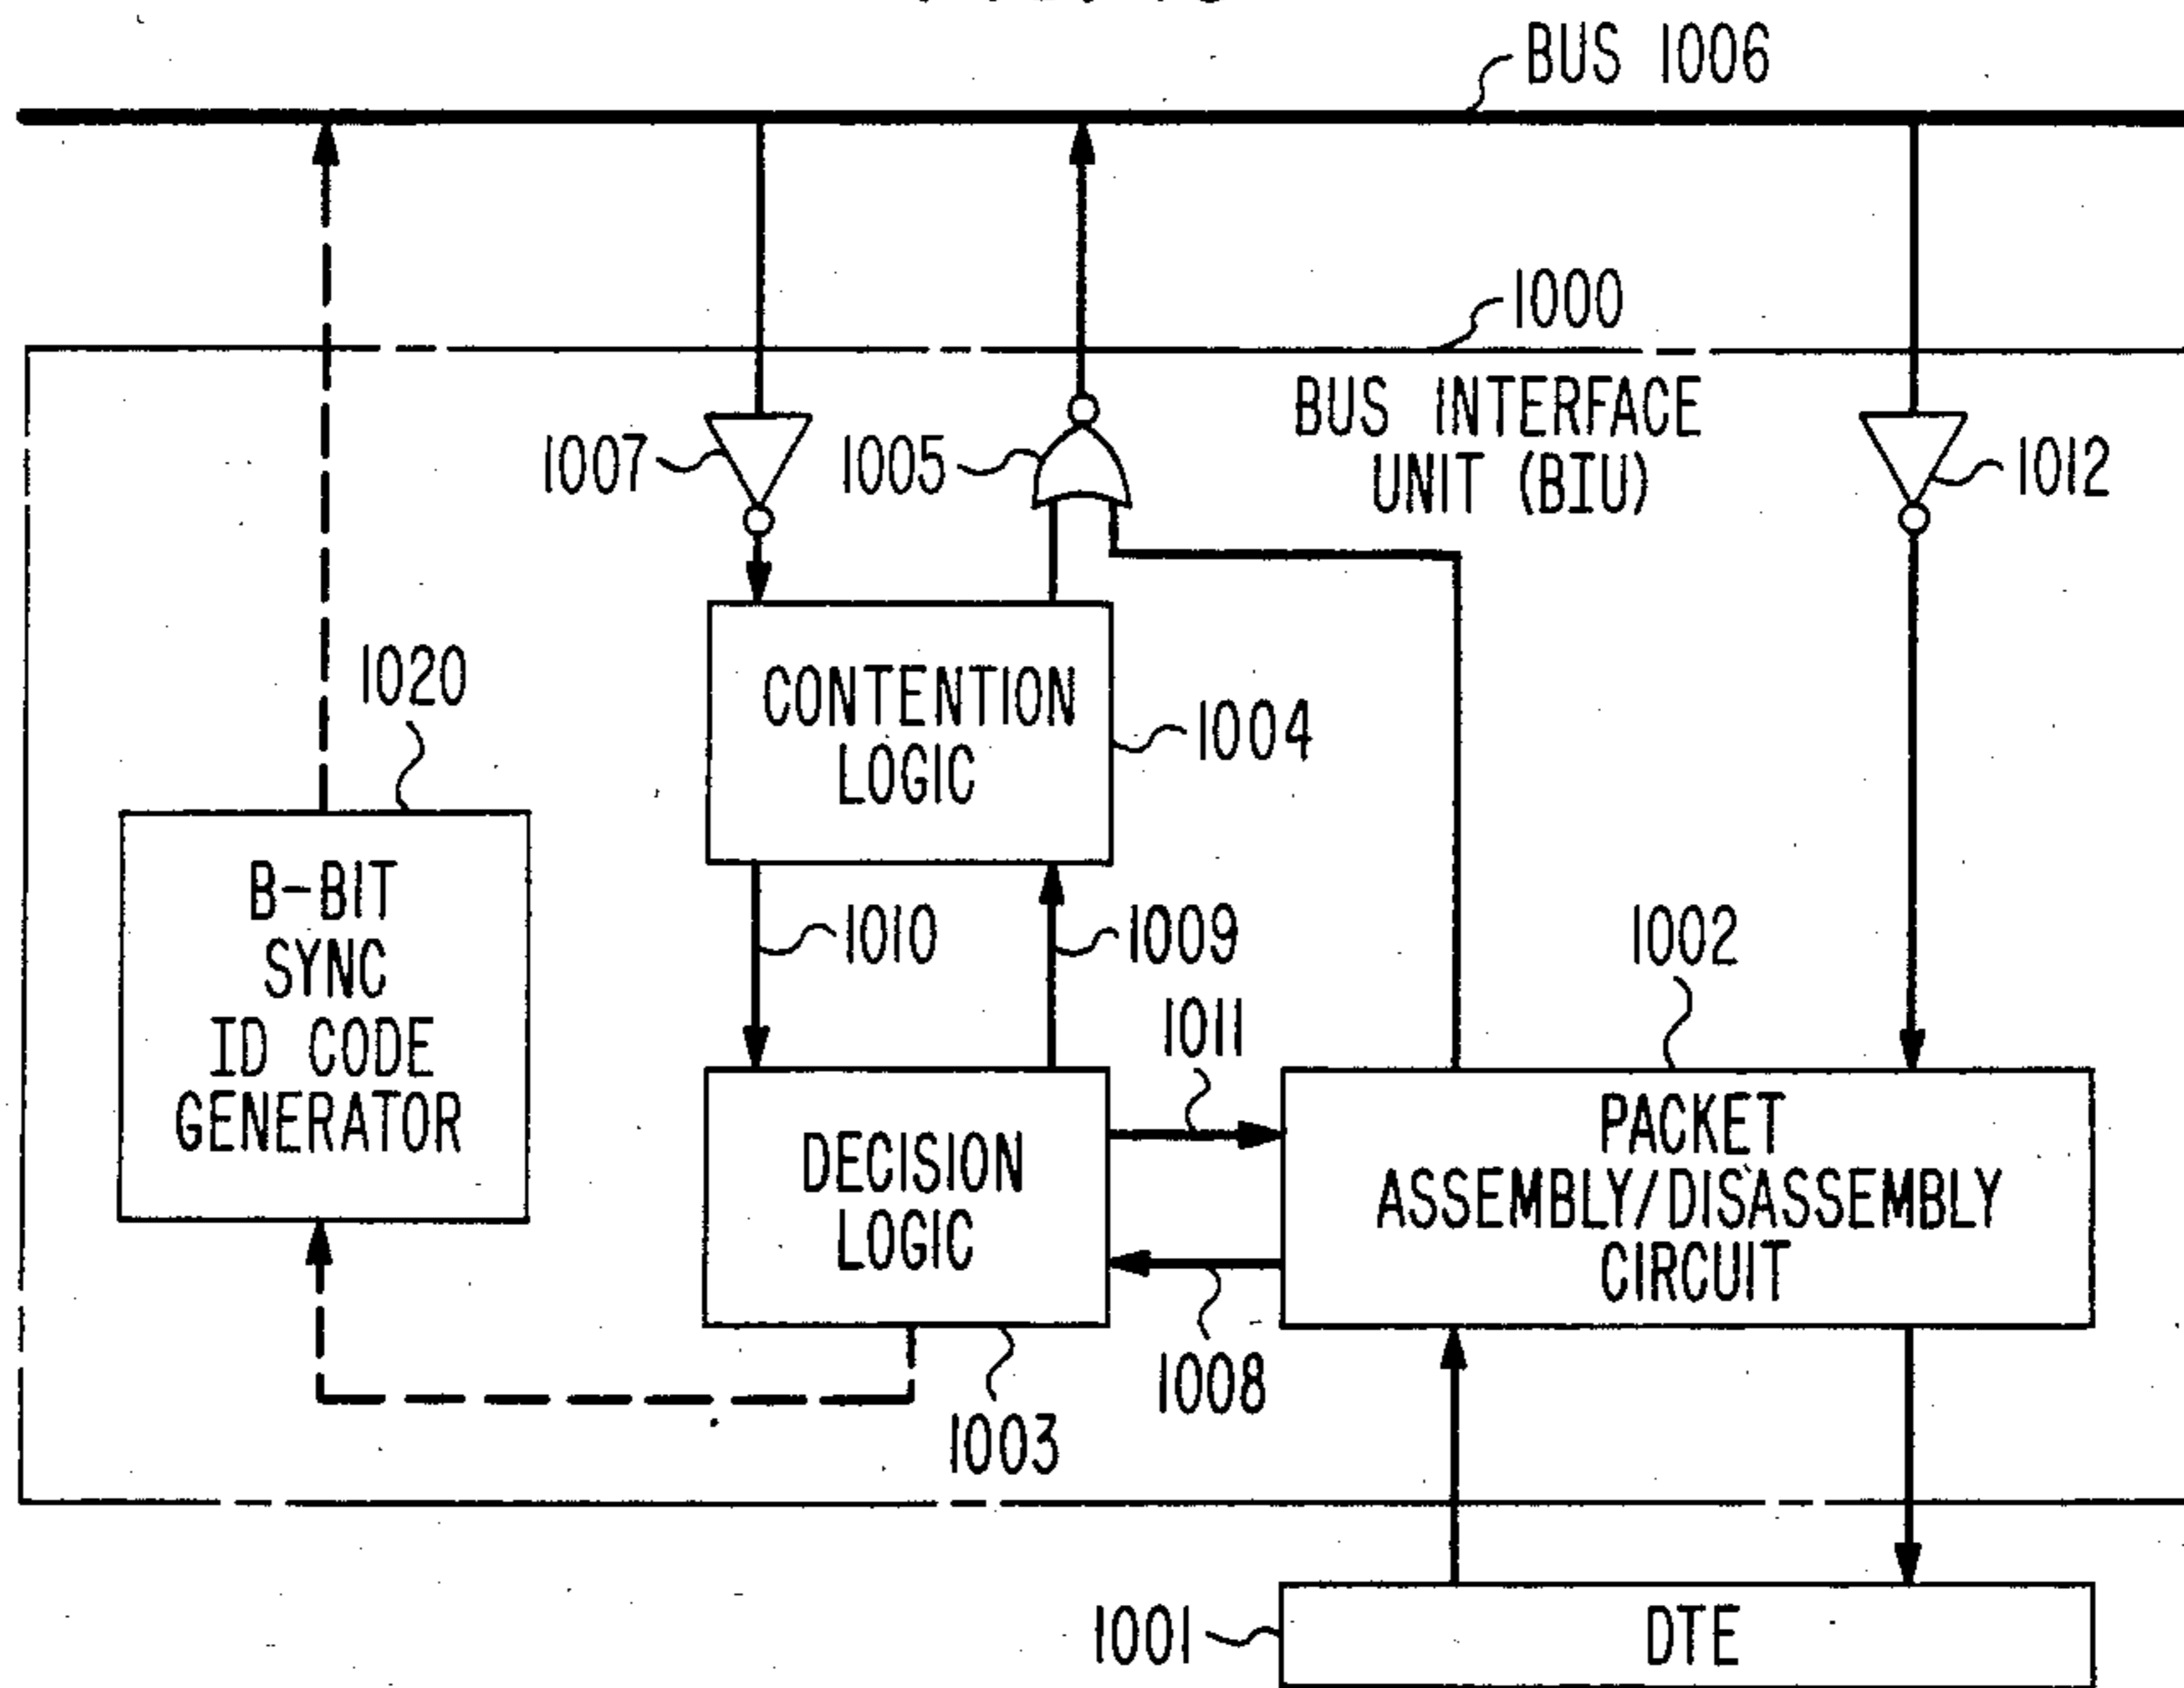 BUS 1006
1000
BUS INTERFACE
UNIT (BIU)
1007
1005
1012
1020
CONTENTION
LOGIC
1004
B-BIT
SYNC
ID CODE
GENERATOR
1010
1009
1011
1002
DECISION
LOGIC
PACKET
ASSEMBLY/DISASSEMBLY
CIRCUIT
1008
1003
1001
DTE